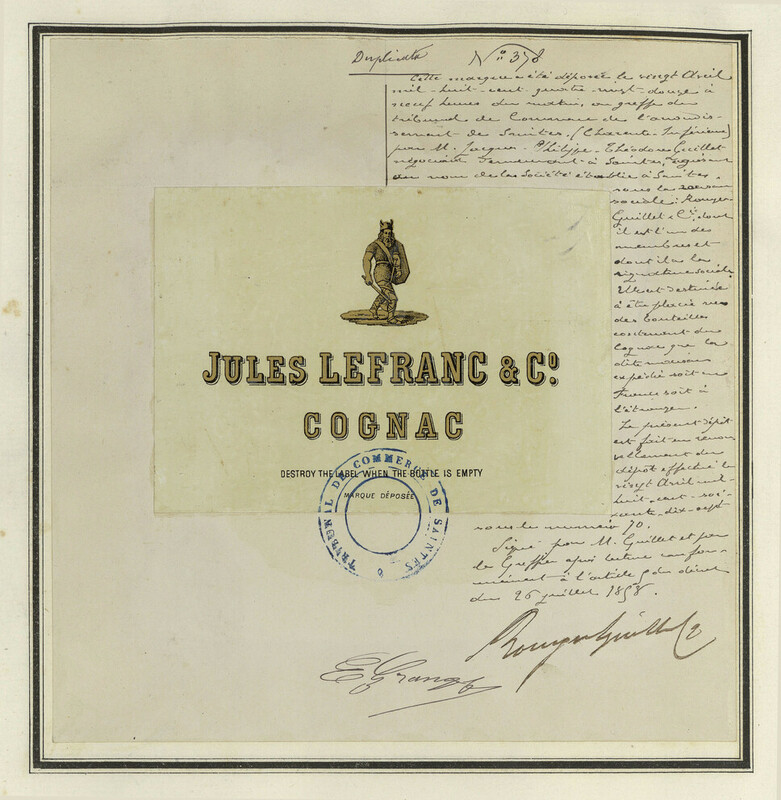 Duplicata
N° 378
Cette marque a été déposée le vingt Avril
mil-huit-cent-quatre-vingt-douze à
neuf heures du matin, au greffe du
tribunal de Commerce de l'arrondis-
sement de Saintes, (Charente-Inférieure)
par M. Jacques-Philippe-Théodore Guillet
négociant demeurant à Saintes, agissant
au nom de la Société établie à Saintes
sous la raison
sociale: Rouyer
Guillet & Cie, dont
il est l'un des
membres et
dont il a la
signature sociale.
Elle est destinée
à être placée sur
des bouteilles
contenant du
Cognac que la
dite maison
expédie soit en
France soit à
l'étranger.
Le présent dépôt
est fait en renou-
vellement du
dépôt effectué le
vingt Avril mil-
huit-cent-soi-
xante-dix-sept
sous le numéro 70.
Signé par M. Guillet et par
le Greffier après lecture confor-
mément à l'article 5 du décret
du 26 juillet 1858.
JULES LEFRANC & Co.
COGNAC
DESTROY THE LABEL WHEN THE BOTTLE IS EMPTY
MARQUE DÉPOSÉE
TRIBUNAL DE COMMERCE DE SAINTES
Rouyer Guillet &